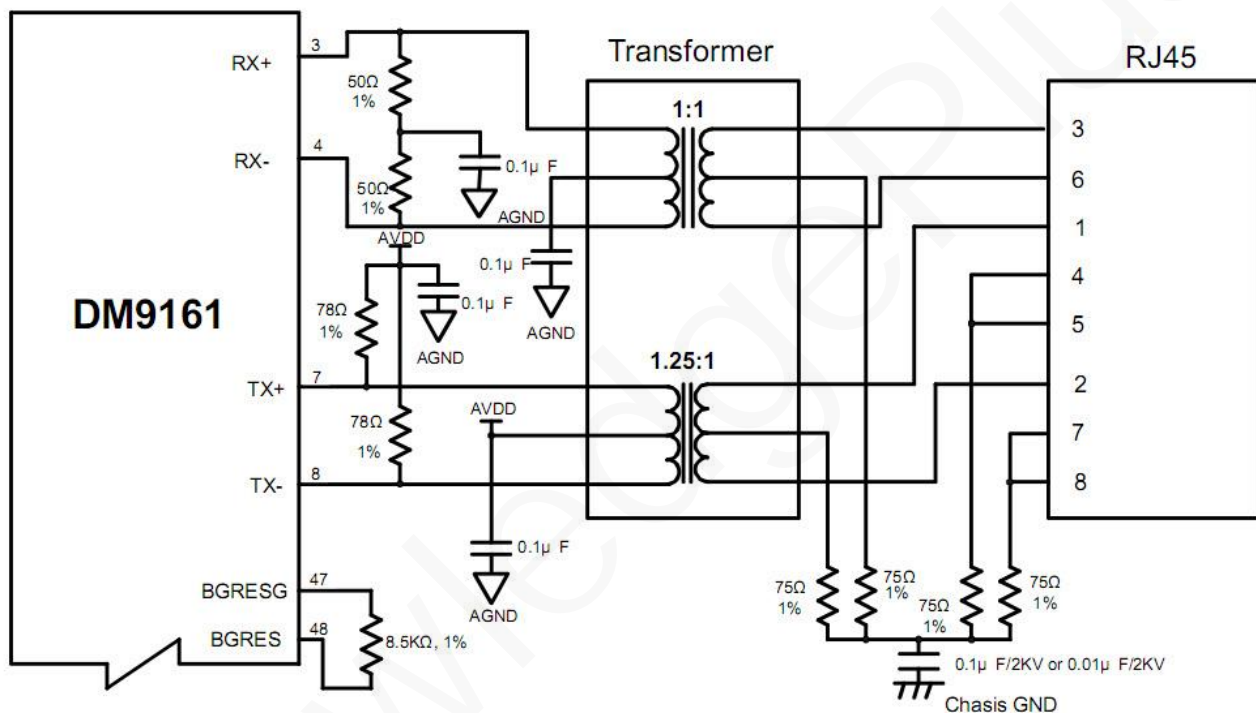 Transformer
RJ45
DM9161
RX+
3
RX-
4
50Ω
1%
50Ω
1%
0.1µ F
AGND
AVDD
0.1µ F
AGND
0.1µ F
AGND
78Ω
1%
TX+
7
78Ω
1%
TX-
8
AVDD
0.1µ F
AGND
BGRESG
47
BGRES
48
8.5KΩ, 1%
1:1
1.25:1
3
6
1
4
5
2
7
8
75Ω
1%
75Ω
1%
75Ω
1%
75Ω
1%
0.1µ F/2KV or 0.01µ F/2KV
Chasis GND